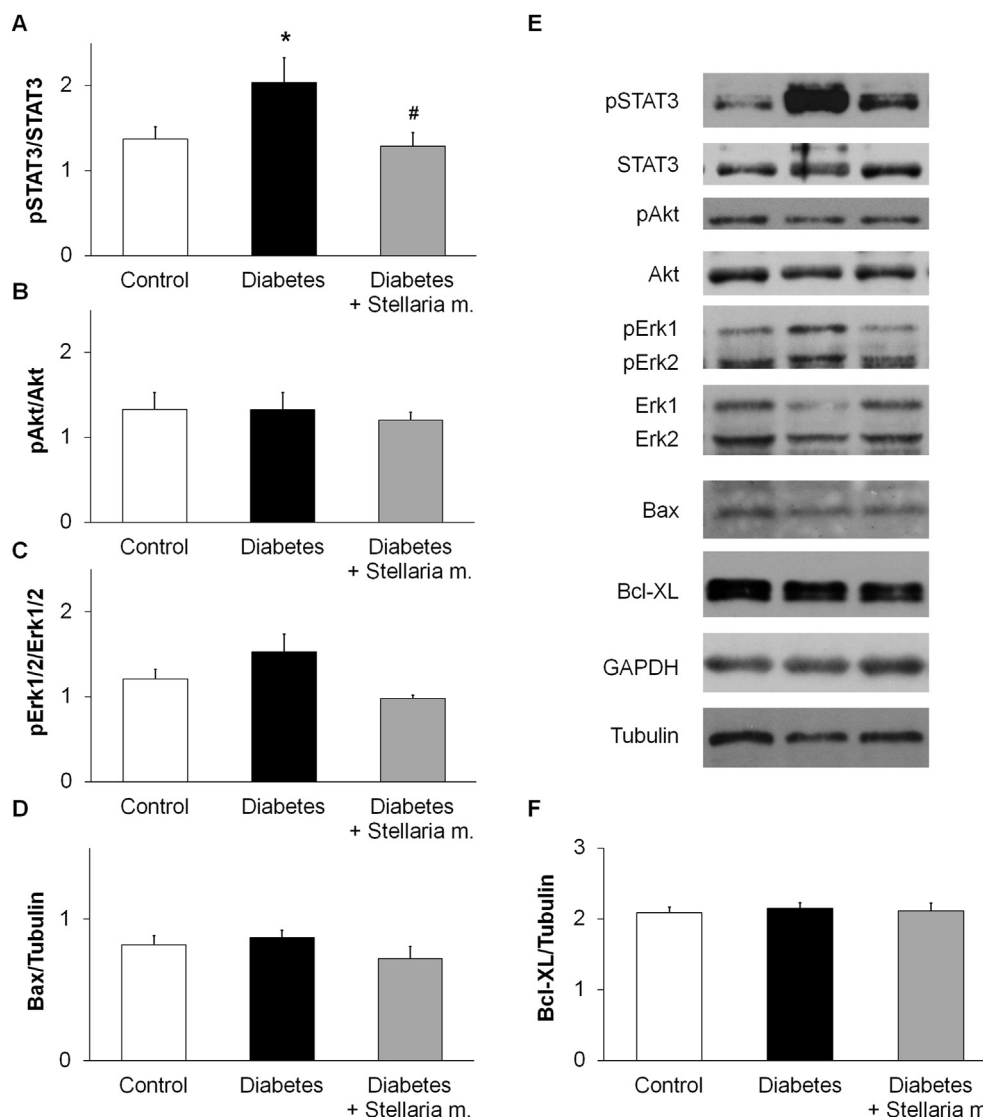 A
pSTAT3/STAT3
2
1
0
*
#
Control
Diabetes
Diabetes
+ Stellaria m.
B
pAkt/Akt
2
1
0
Control
Diabetes
Diabetes
+ Stellaria m.
C
pErk1/2/Erk1/2
2
1
0
Control
Diabetes
Diabetes
+ Stellaria m.
D
Bax/Tubulin
1
0
Control
Diabetes
Diabetes
+ Stellaria m.
E
pSTAT3
STAT3
pAkt
Akt
pErk1
pErk2
Erk1
Erk2
Bax
Bcl-XL
GAPDH
Tubulin
F
Bcl-XL/Tubulin
3
2
1
0
Control
Diabetes
Diabetes
+ Stellaria m